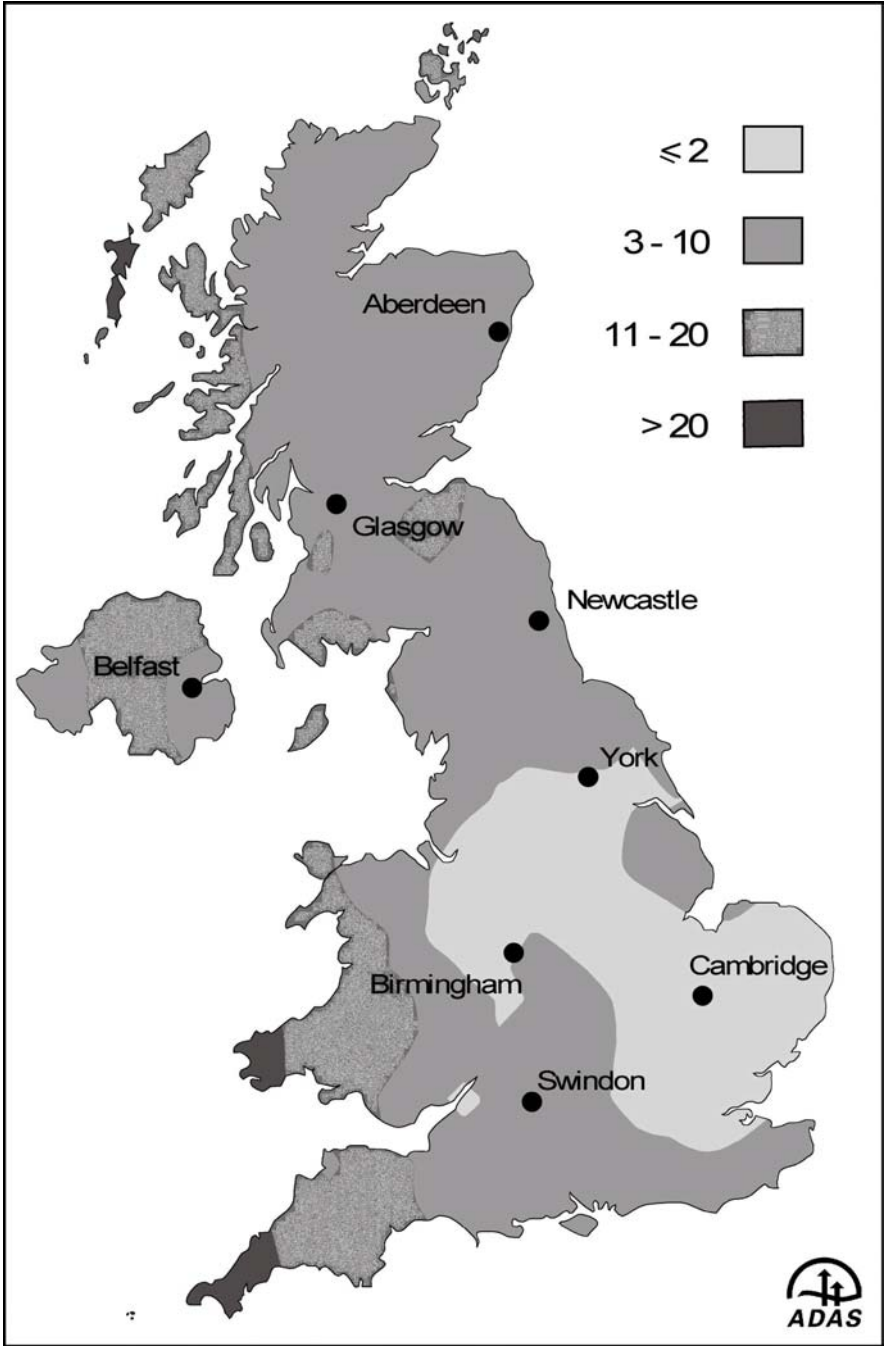 ≤ 2
3 - 10
Aberdeen
11 - 20
> 20
Glasgow
Newcastle
Belfast
York
Cambridge
Birmingham
Swindon
ADAS